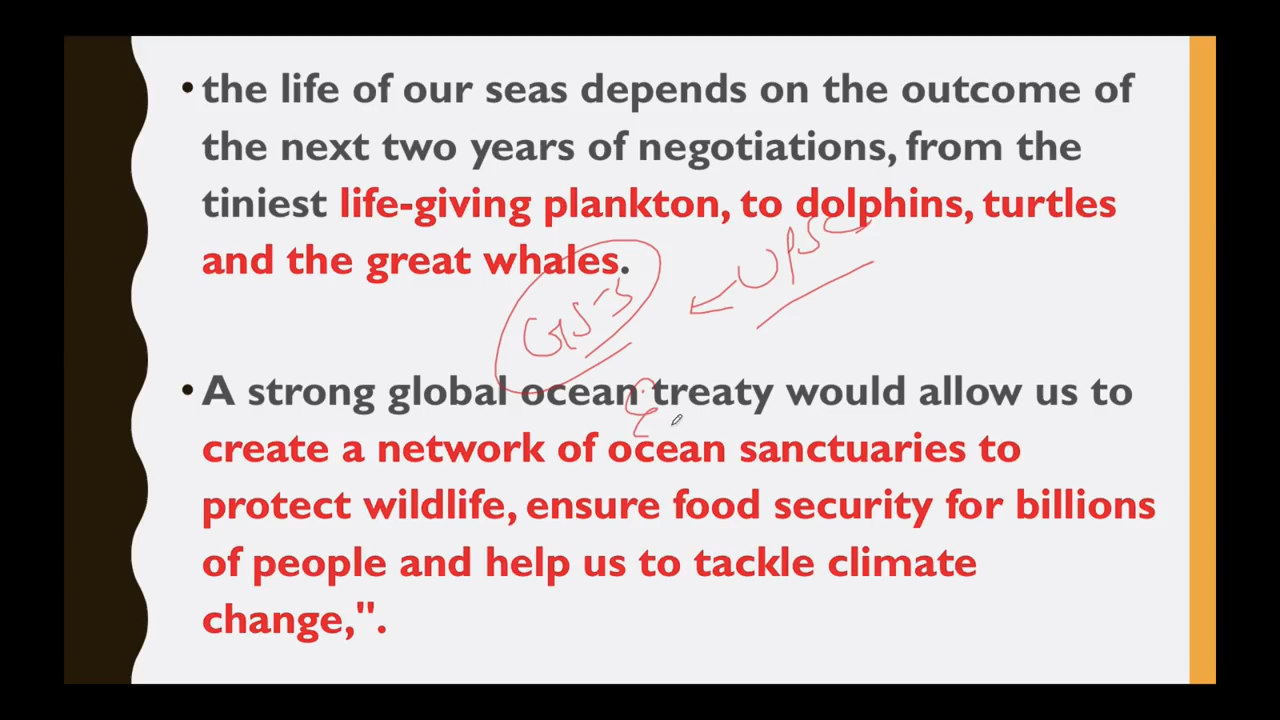 • the life of our seas depends on the outcome of
the next two years of negotiations, from the
tiniest life-giving plankton, to dolphins, turtles
and the great whales.
UPSC
GS-3
• A strong global ocean treaty would allow us to
create a network of ocean sanctuaries to
protect wildlife, ensure food security for billions
of people and help us to tackle climate
change,".